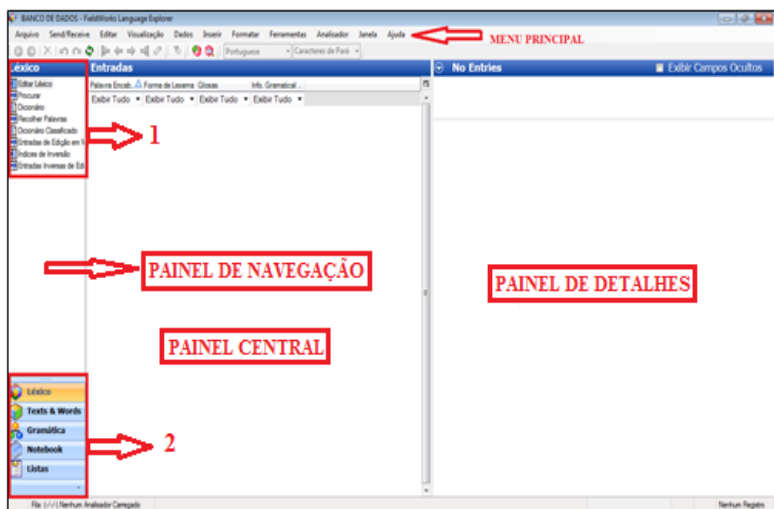 BANCO DE DADOS - FieldWorks Language Explorer
Arquivo Send/Receive Editar Visualização Dados Inserir Formatar Ferramentas Analisador Janela Ajuda
MENU PRINCIPAL
Portuguese Caracteres de Pará
Léxico
Entradas
No Entries
Exibir Campos Ocultos
Editar Léxico
Procurar
Dicionário
Recolher Palavras
Dicionário Classificado
Entradas de Edição em M
Índices de Inversão
Entradas Inversas de Edi
Palavra Encab. Forma de Lexema Glosas Info. Gramatical ...
Exibir Tudo Exibir Tudo Exibir Tudo Exibir Tudo
1
PAINEL DE NAVEGAÇÃO
PAINEL DE DETALHES
PAINEL CENTRAL
Léxico
Texts & Words
Gramática
Notebook
Listas
2
Fila: (-/-/-) Nenhum Analisador Carregado
Nenhum Registro